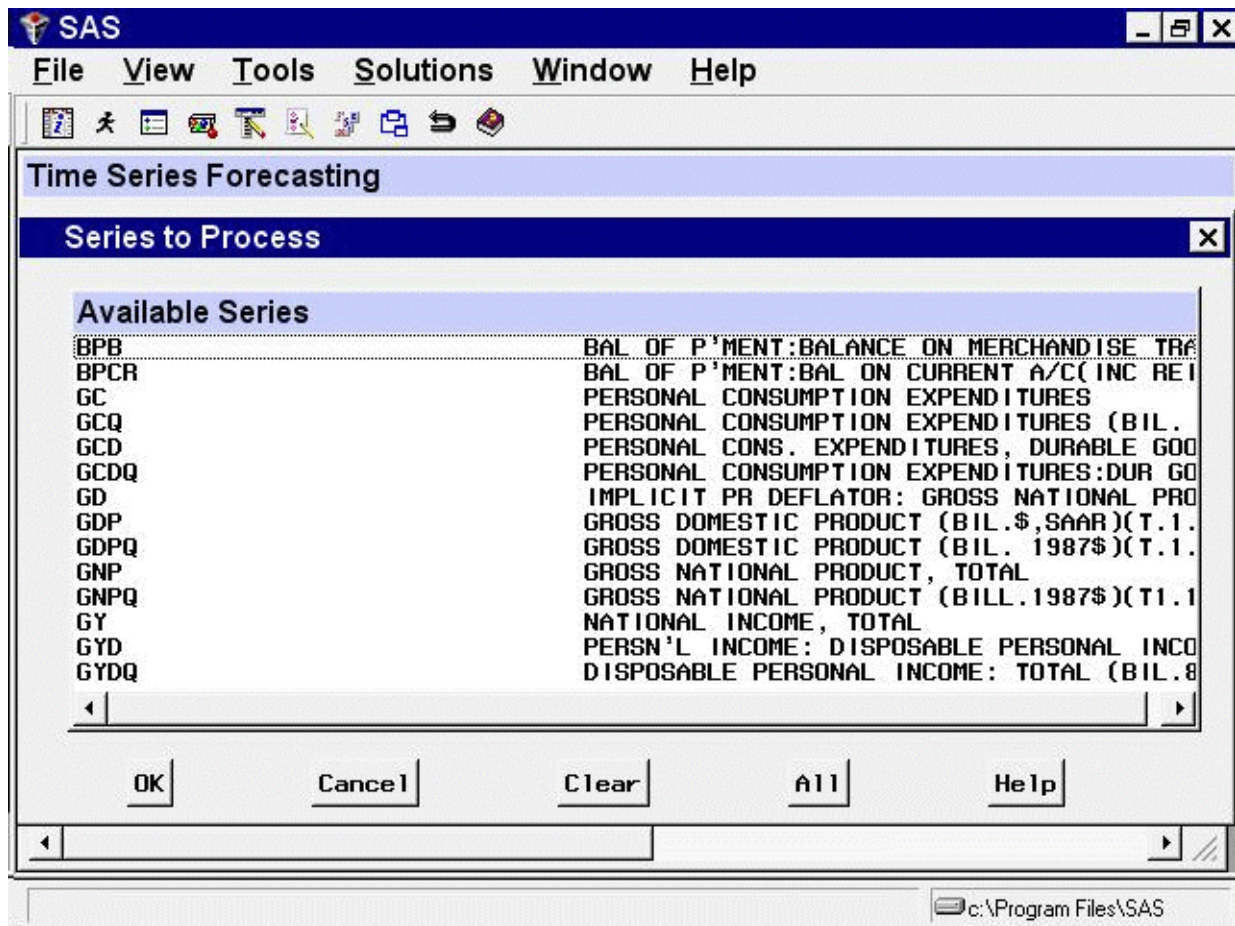 SAS
File View Tools Solutions Window Help
Time Series Forecasting
Series to Process
Available Series
BPB BAL OF P'MENT:BALANCE ON MERCHANDISE TRA
BPCR BAL OF P'MENT:BAL ON CURRENT A/C(INC REI
GC PERSONAL CONSUMPTION EXPENDITURES
GCQ PERSONAL CONSUMPTION EXPENDITURES (BIL.
GCD PERSONAL CONS. EXPENDITURES, DURABLE GOO
GCDQ PERSONAL CONSUMPTION EXPENDITURES:DUR GO
GD IMPLICIT PR DEFLATOR: GROSS NATIONAL PRO
GDP GROSS DOMESTIC PRODUCT (BIL.$,SAAR)(T.1.
GDPQ GROSS DOMESTIC PRODUCT (BIL. 1987$)(T.1.
GNP GROSS NATIONAL PRODUCT, TOTAL
GNPQ GROSS NATIONAL PRODUCT (BILL.1987$)(T1.1
GY NATIONAL INCOME, TOTAL
GYD PERSN'L INCOME: DISPOSABLE PERSONAL INCO
GYDQ DISPOSABLE PERSONAL INCOME: TOTAL (BIL.8
OK Cancel Clear All Help
c:\Program Files\SAS